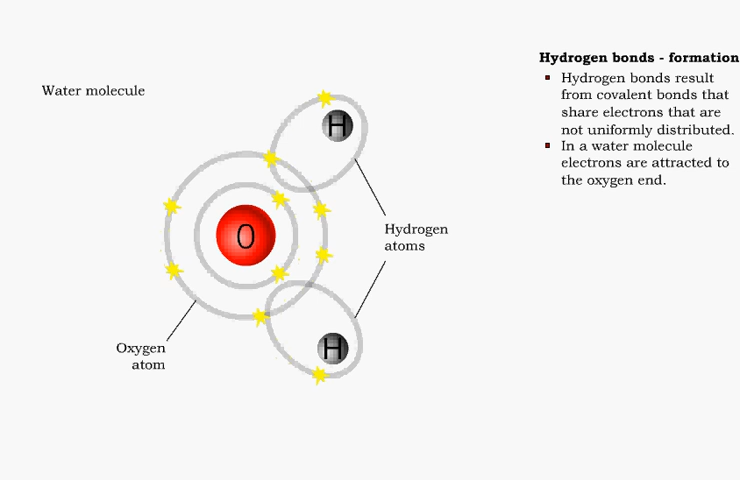 Hydrogen bonds - formation
Water molecule
Hydrogen bonds result
from covalent bonds that
share electrons that are
not uniformly distributed.
In a water molecule
electrons are attracted to
the oxygen end.
H
O
Hydrogen
atoms
H
Oxygen
atom